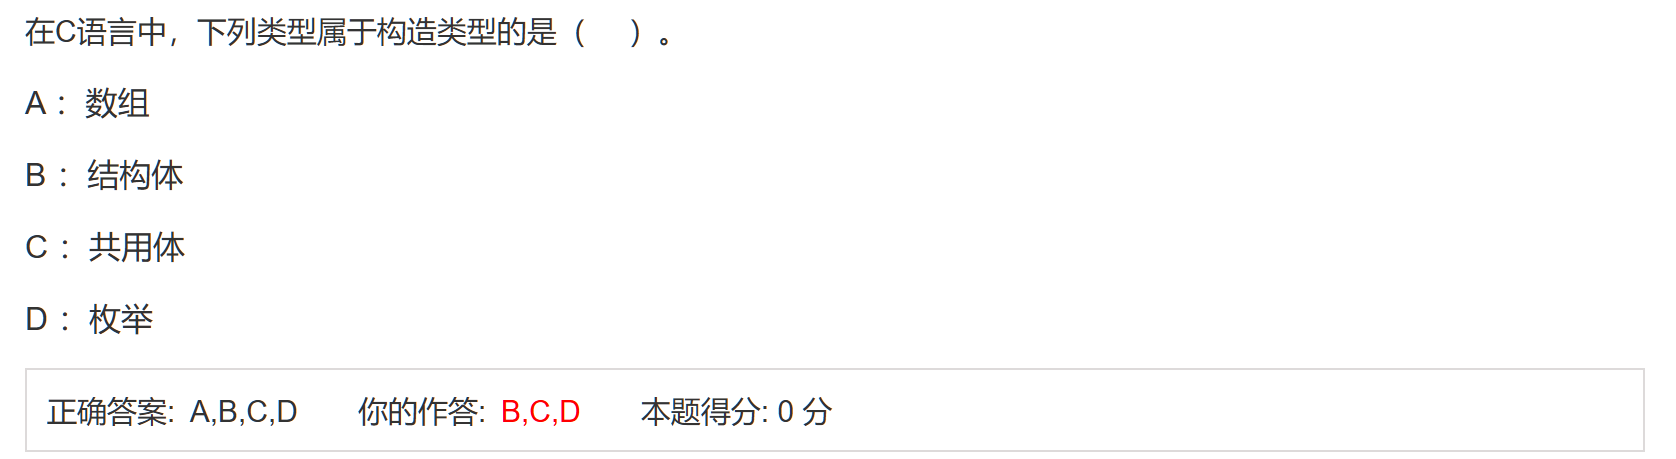 在C语言中，下列类型属于构造类型的是（　）。
A： 数组
B： 结构体
C： 共用体
D： 枚举
正确答案: A,B,C,D 你的作答: B,C,D 本题得分: 0 分